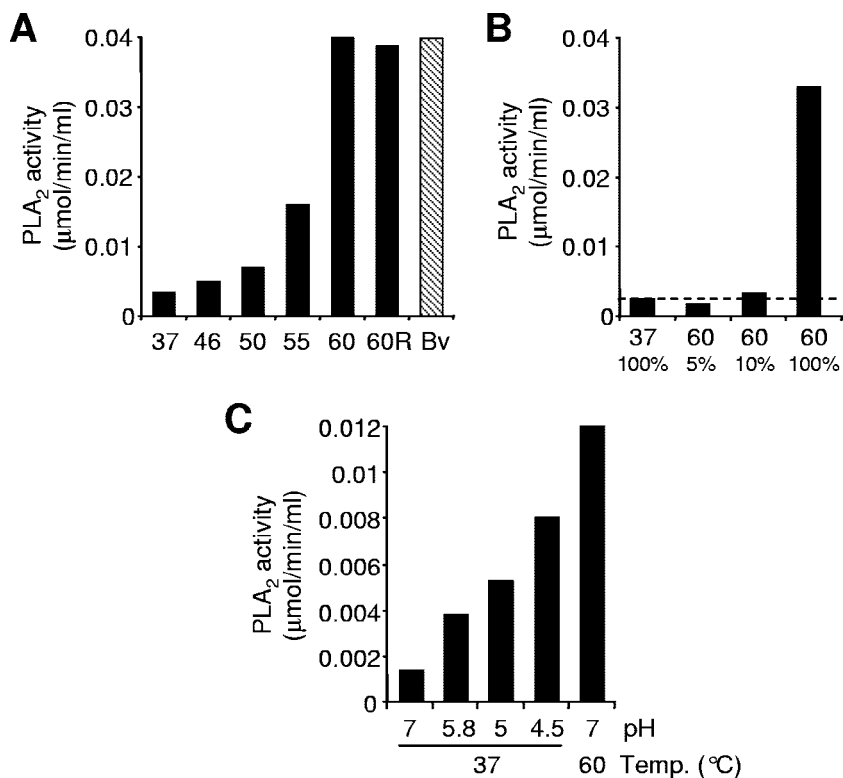 A
PLA2 activity
(μmol/min/ml)
0.04
0.03
0.02
0.01
0
37 46 50 55 60 60R Bv
B
PLA2 activity
(μmol/min/ml)
0.04
0.03
0.02
0.01
0
37 60 60 60
100% 5% 10% 100%
C
PLA2 activity
(μmol/min/ml)
0.012
0.01
0.008
0.006
0.004
0.002
0
7 5.8 5 4.5 7 pH
37 60 Temp. (°C)